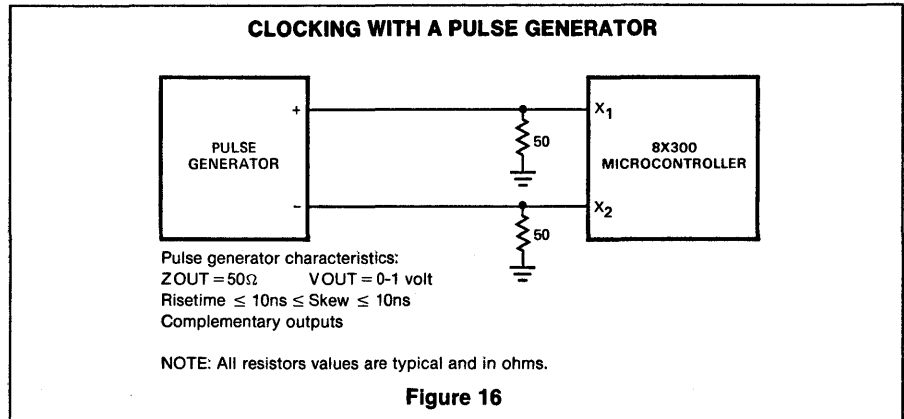 CLOCKING WITH A PULSE GENERATOR
PULSE
GENERATOR
+
-
X1
X2
50
50
8X300
MICROCONTROLLER
Pulse generator characteristics:
ZOUT = 50Ω VOUT = 0-1 volt
Risetime ≤ 10ns ≤ Skew ≤ 10ns
Complementary outputs
NOTE: All resistors values are typical and in ohms.
Figure 16